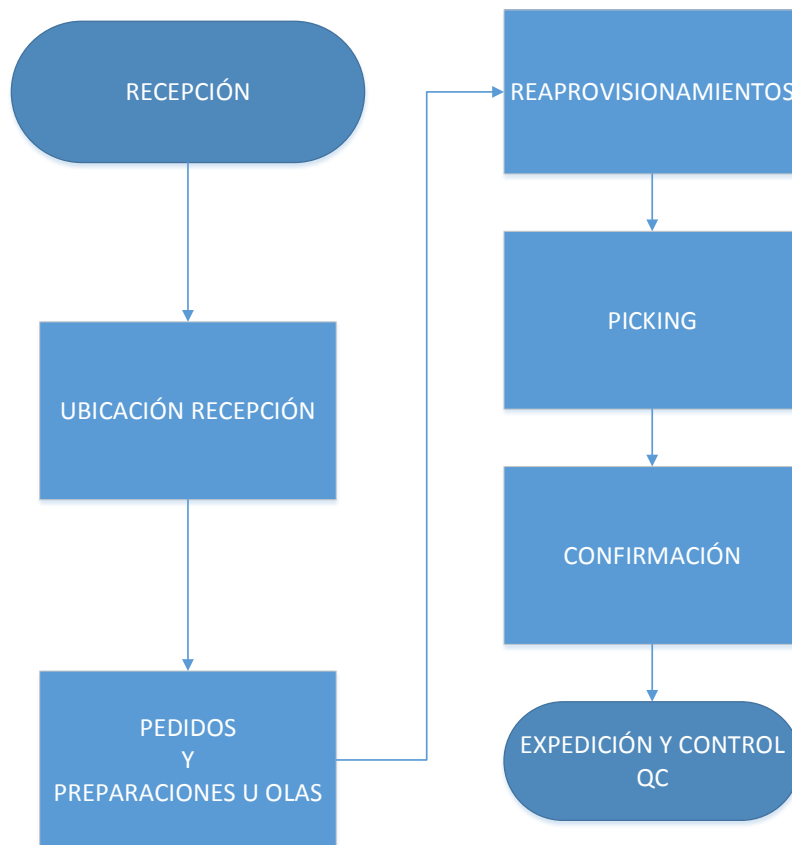 RECEPCIÓN
UBICACIÓN RECEPCIÓN
PEDIDOS
Y
PREPARACIONES U OLAS
REAPROVISIONAMIENTOS
PICKING
CONFIRMACIÓN
EXPEDICIÓN Y CONTROL
QC